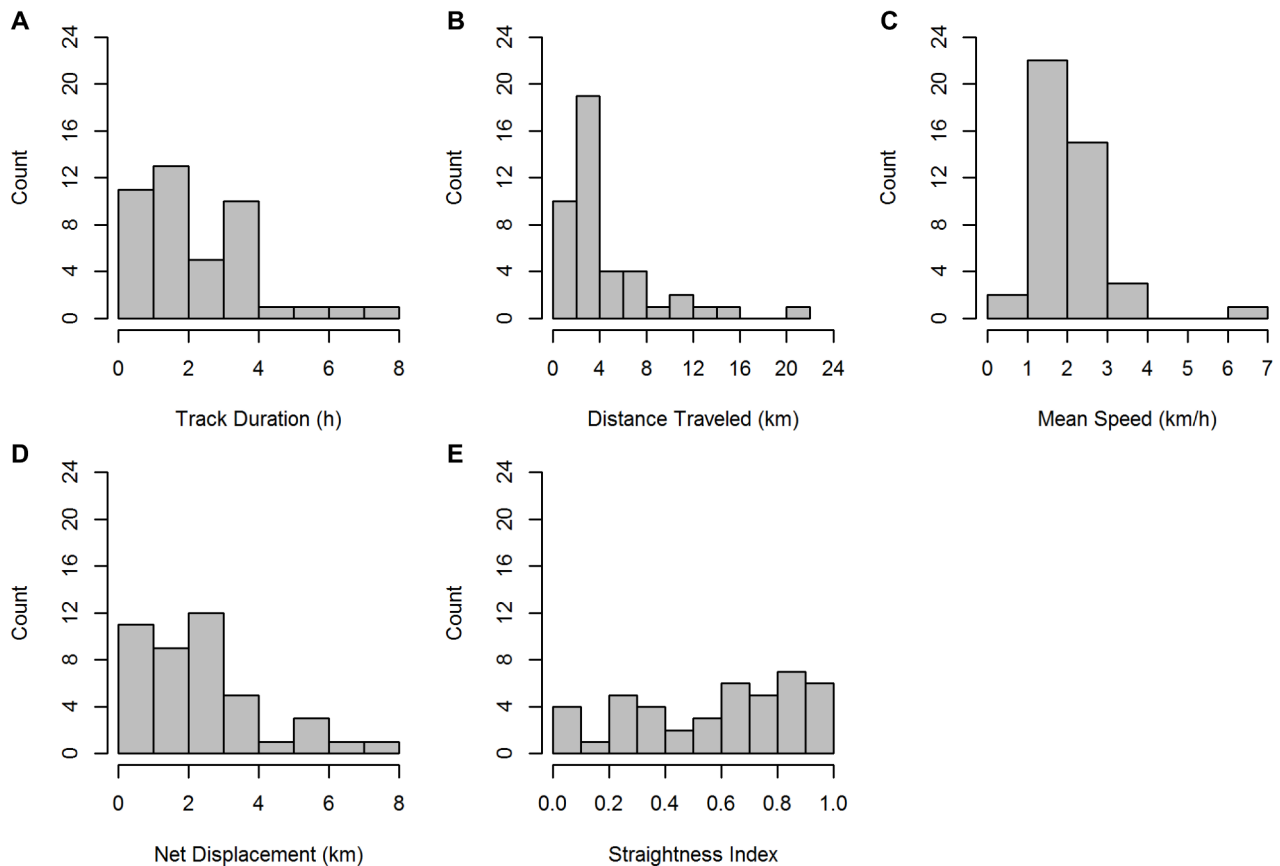 A
Count
0 4 8 12 16 20 24
0 2 4 6 8
Track Duration (h)
B
Count
0 4 8 12 16 20 24
0 4 8 12 16 20 24
Distance Traveled (km)
C
Count
0 4 8 12 16 20 24
0 1 2 3 4 5 6 7
Mean Speed (km/h)
D
Count
0 4 8 12 16 20 24
0 2 4 6 8
Net Displacement (km)
E
Count
0 4 8 12 16 20 24
0.0 0.2 0.4 0.6 0.8 1.0
Straightness Index